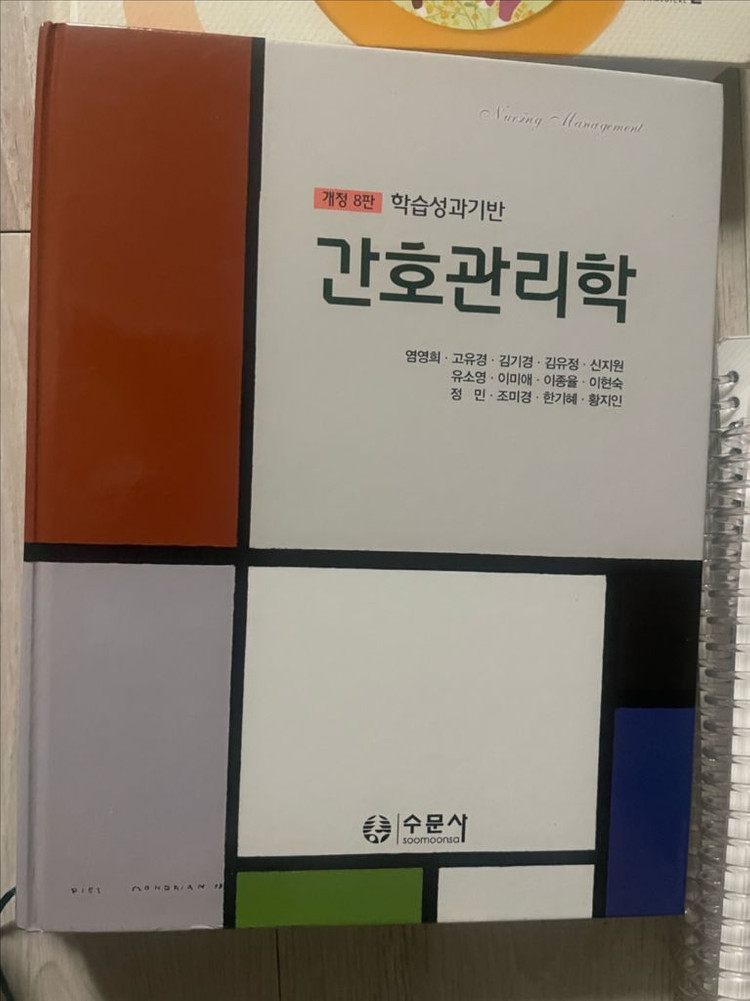 Nursing Management
개정 8판 학습성과기반
간호관리학
염영희 · 고유경 · 김기경 · 김유정 · 신지원
유소영 · 이미애 · 이종율 · 이현숙
정 민 · 조미경 · 한기혜 · 황지인
수문사
soomoonsa
MONDRIAN